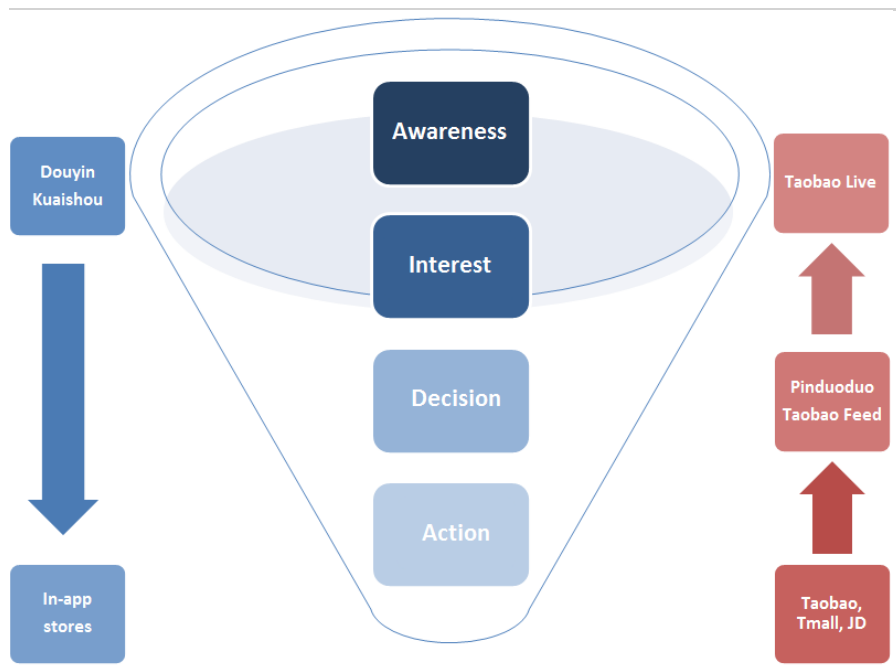 Awareness
Douyin
Kuaishou
Taobao Live
Interest
Decision
Pinduoduo
Taobao Feed
Action
In-app
stores
Taobao,
Tmall, JD